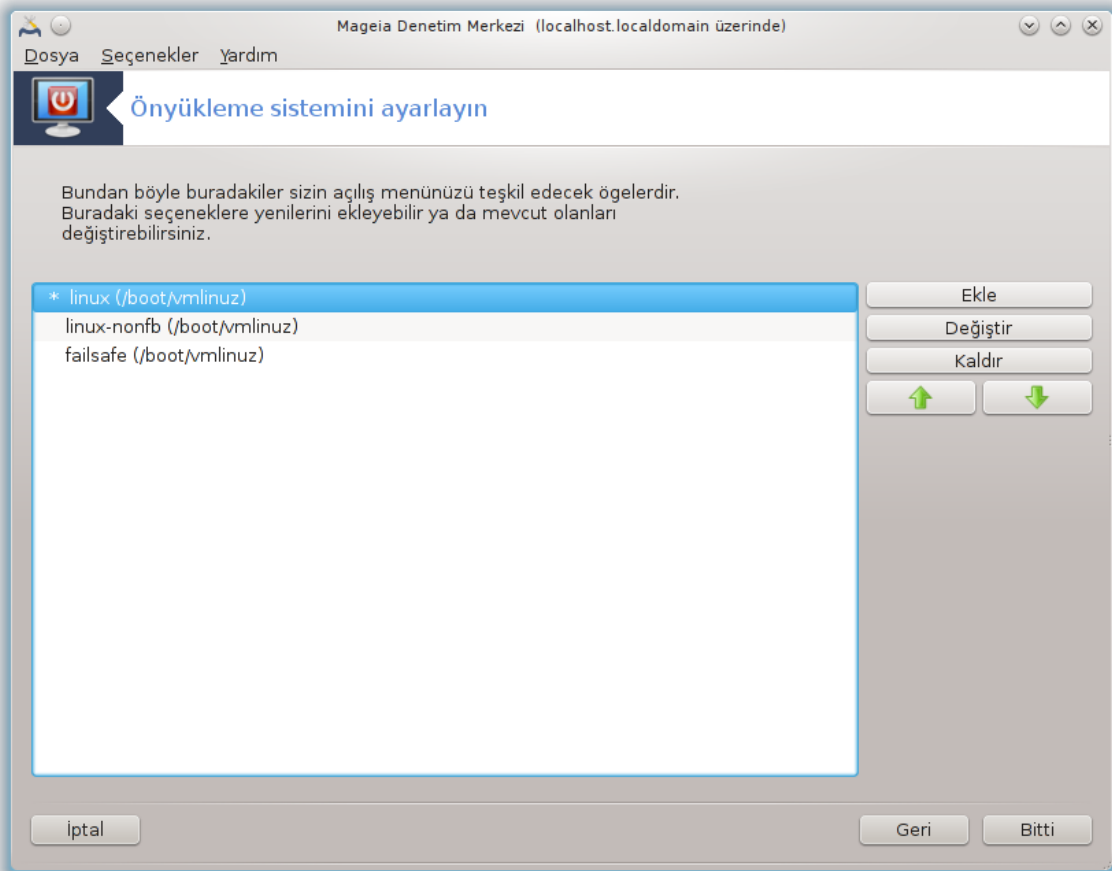 Mageia Denetim Merkezi (localhost.localdomain üzerinde)
Dosya Seçenekler Yardım
Önyükleme sistemini ayarlayın
Bundan böyle buradakiler sizin açılış menünüzü teşkil edecek ögelerdir.
Buradaki seçeneklere yenilerini ekleyebilir ya da mevcut olanları
değiştirebilirsiniz.
* linux (/boot/vmlinuz)
linux-nonfb (/boot/vmlinuz)
failsafe (/boot/vmlinuz)
Ekle
Değiştir
Kaldır
İptal
Geri
Bitti